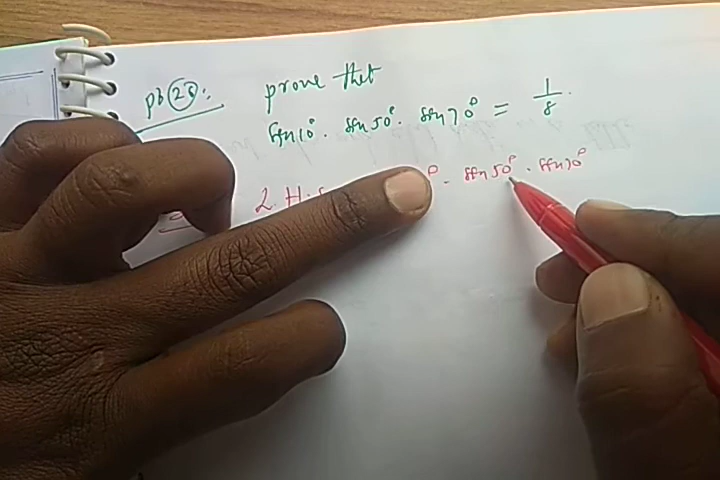 pb 28:
prove that
Sin10° . Sin50° . Sin70° = 1/8.
L.H.S ° . Sin50° . Sin70°